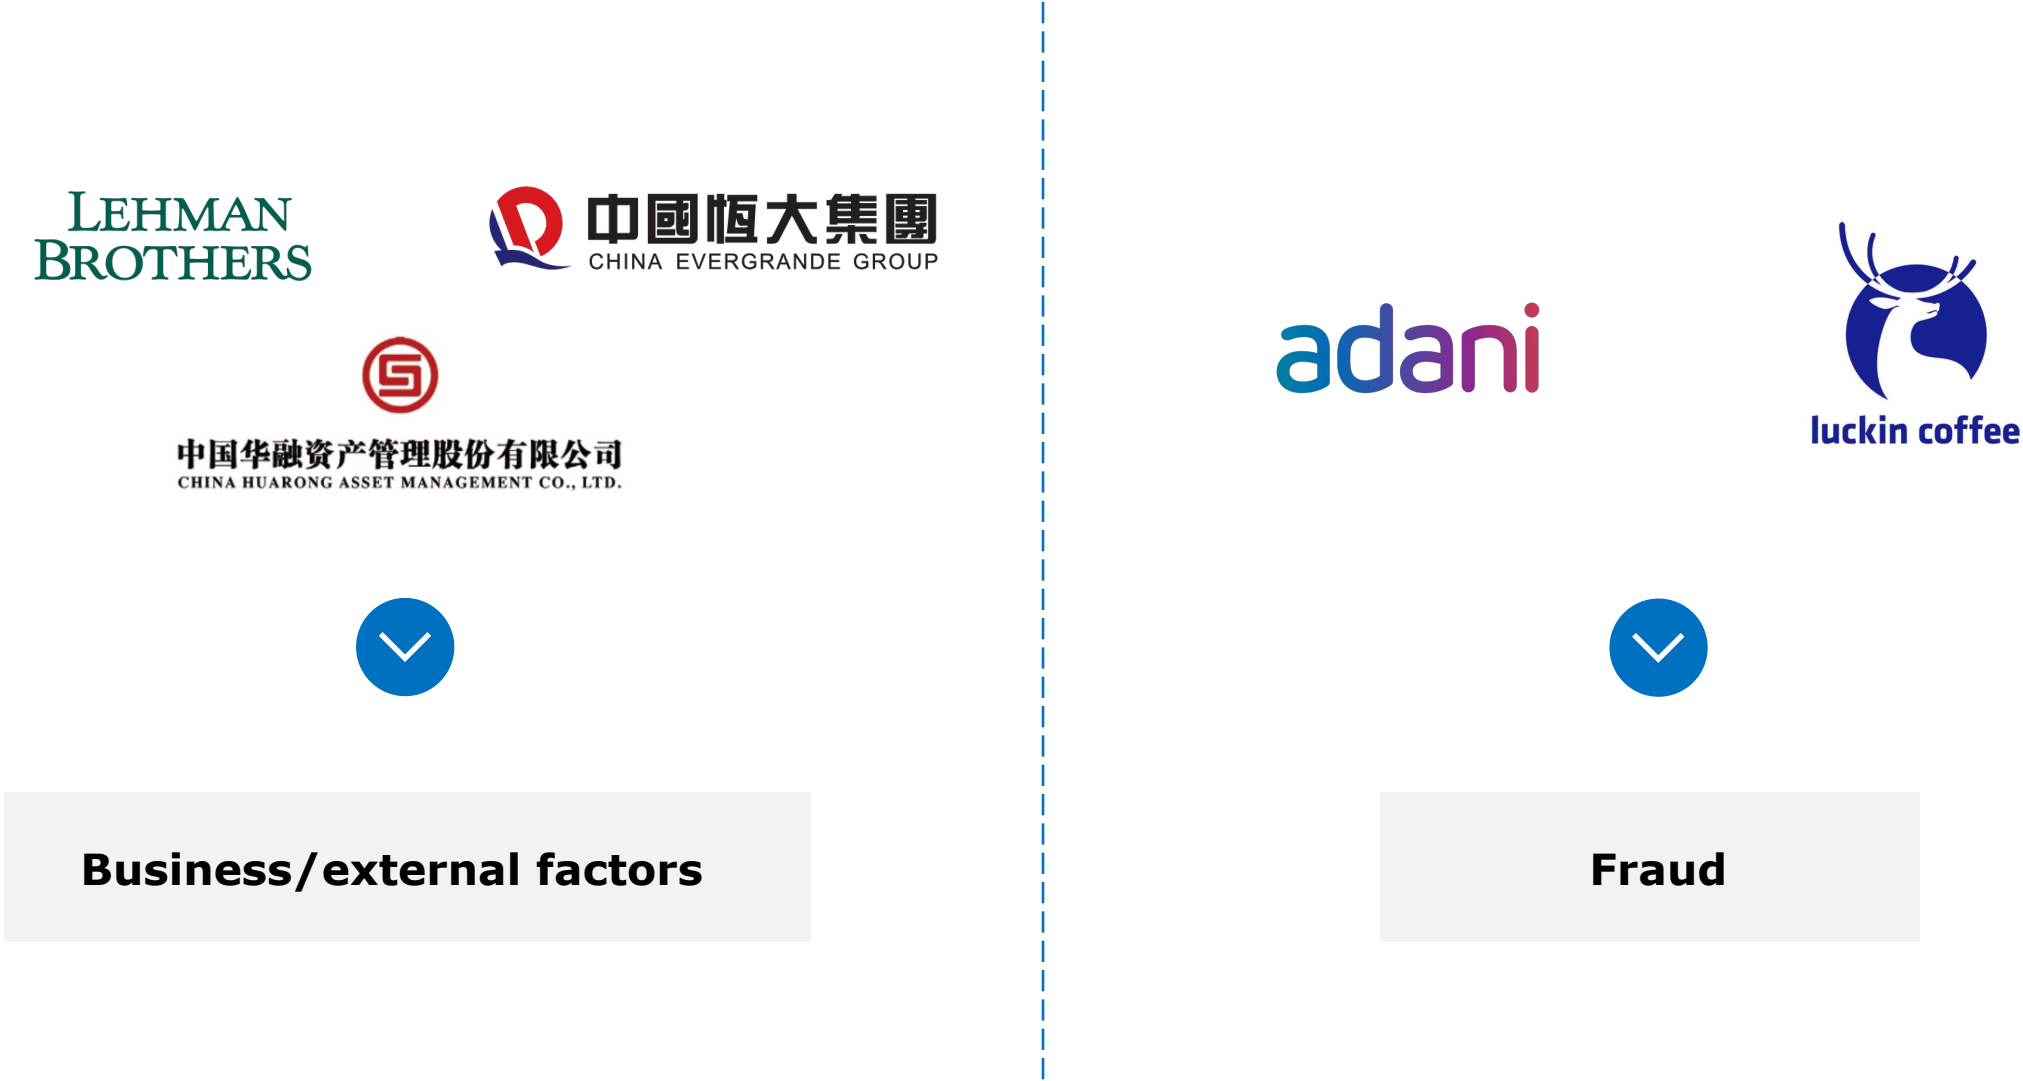 LEHMAN
BROTHERS
中國恆大集團
CHINA EVERGRANDE GROUP
中国华融资产管理股份有限公司
CHINA HUARONG ASSET MANAGEMENT CO., LTD.
adani
luckin coffee
Business/external factors
Fraud